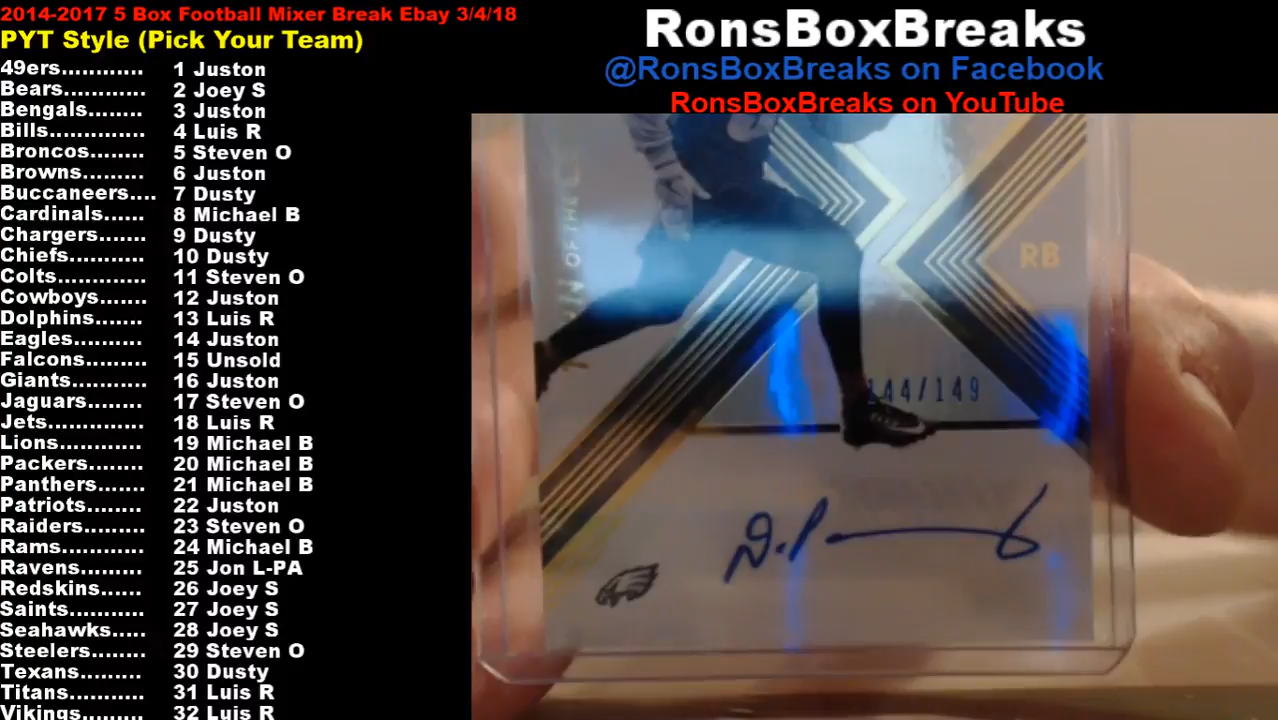 2014-2017 5 Box Football Mixer Break Ebay 3/4/18
PYT Style (Pick Your Team)
49ers............ 1 Juston
Bears............ 2 Joey S
Bengals........ 3 Juston
Bills.............. 4 Luis R
Broncos........ 5 Steven O
Browns......... 6 Juston
Buccaneers.... 7 Dusty
Cardinals...... 8 Michael B
Chargers....... 9 Dusty
Chiefs........... 10 Dusty
Colts............. 11 Steven O
Cowboys....... 12 Juston
Dolphins....... 13 Luis R
Eagles.......... 14 Juston
Falcons......... 15 Unsold
Giants........... 16 Juston
Jaguars........ 17 Steven O
Jets.............. 18 Luis R
Lions............ 19 Michael B
Packers........ 20 Michael B
Panthers....... 21 Michael B
Patriots........ 22 Juston
Raiders......... 23 Steven O
Rams............ 24 Michael B
Ravens......... 25 Jon L-PA
Redskins...... 26 Joey S
Saints........... 27 Joey S
Seahawks..... 28 Joey S
Steelers........ 29 Steven O
Texans......... 30 Dusty
Titans........... 31 Luis R
Vikings......... 32 Luis R
RonsBoxBreaks
@RonsBoxBreaks on Facebook
RonsBoxBreaks on YouTube
OF THE
RB
144/149